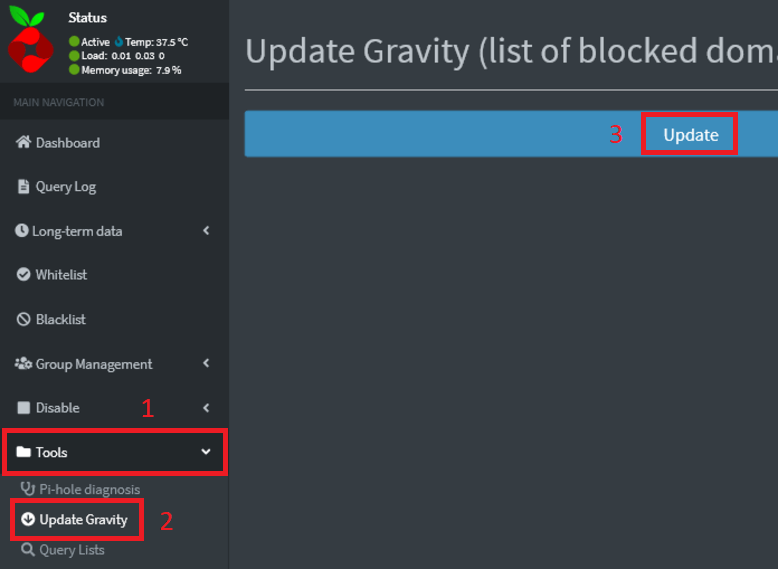 Status
Active Temp: 37.5 °C
Load: 0.01 0.03 0
Memory usage: 7.9 %
MAIN NAVIGATION
Dashboard
Query Log
Long-term data
Whitelist
Blacklist
Group Management
Disable 1
Tools
Pi-hole diagnosis
Update Gravity 2
Query Lists
Update Gravity (list of blocked dom
3 Update